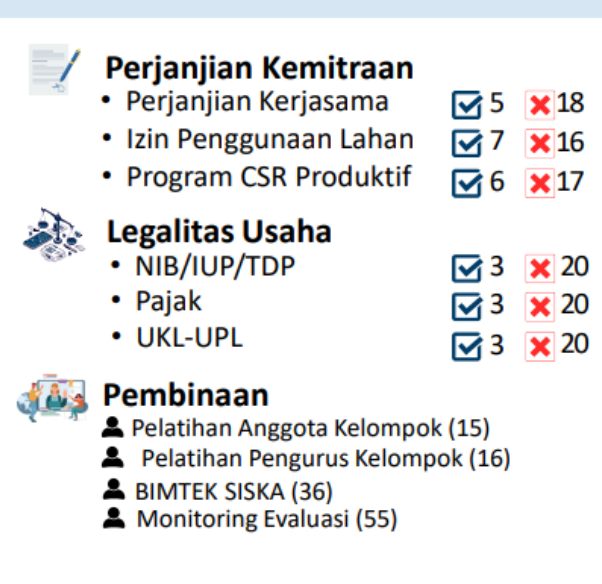 Perjanjian Kemitraan
• Perjanjian Kerjasama 5 18
• Izin Penggunaan Lahan 7 16
• Program CSR Produktif 6 17
Legalitas Usaha
• NIB/IUP/TDP 3 20
• Pajak 3 20
• UKL-UPL 3 20
Pembinaan
Pelatihan Anggota Kelompok (15)
Pelatihan Pengurus Kelompok (16)
BIMTEK SISKA (36)
Monitoring Evaluasi (55)